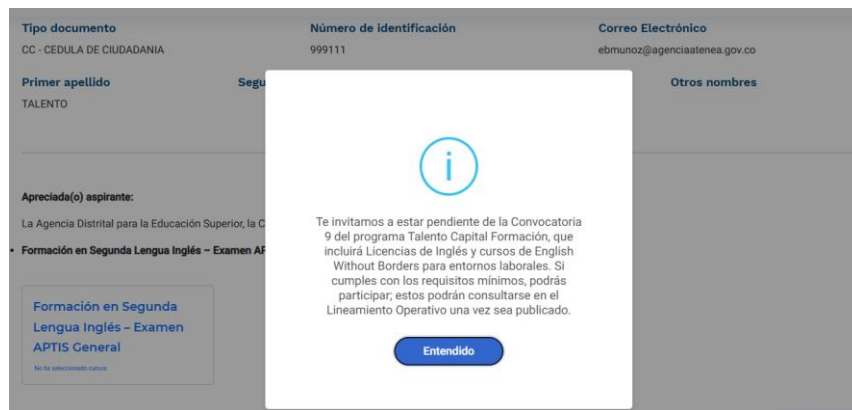 Tipo documento Número de identificación Correo Electrónico
CC - CEDULA DE CIUDADANIA 999111 ebmunoz@agenciaatenea.gov.co
Primer apellido Segu Otros nombres
TALENTO
i
Apreciada(o) aspirante:
La Agencia Distrital para la Educación Superior, la C
• Formación en Segunda Lengua Inglés – Examen AP
Te invitamos a estar pendiente de la Convocatoria
9 del programa Talento Capital Formación, que
incluirá Licencias de Inglés y cursos de English
Without Borders para entornos laborales. Si
cumples con los requisitos mínimos, podrás
participar; estos podrán consultarse en el
Lineamiento Operativo una vez sea publicado.
Entendido
Formación en Segunda
Lengua Inglés – Examen
APTIS General
No ha seleccionado cursos